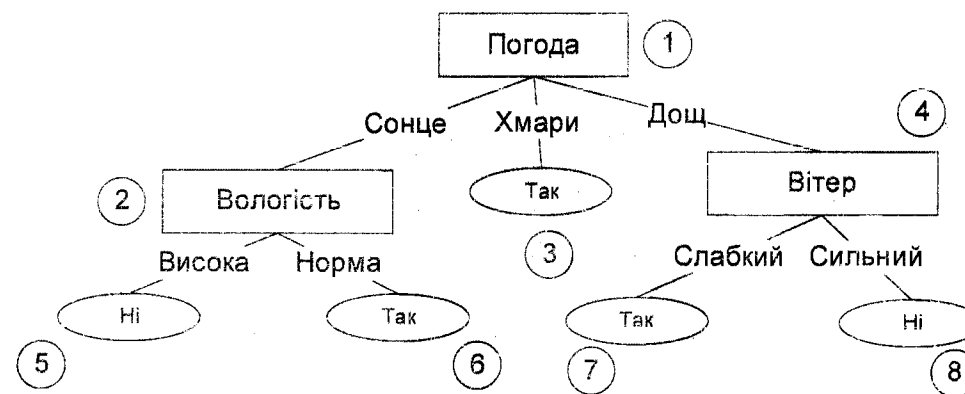 Погода
1
Сонце
Хмари
Дощ
4
2
Вологість
Так
Вітер
3
Висока
Норма
Слабкий
Сильний
Ні
Так
Так
Ні
5
6
7
8